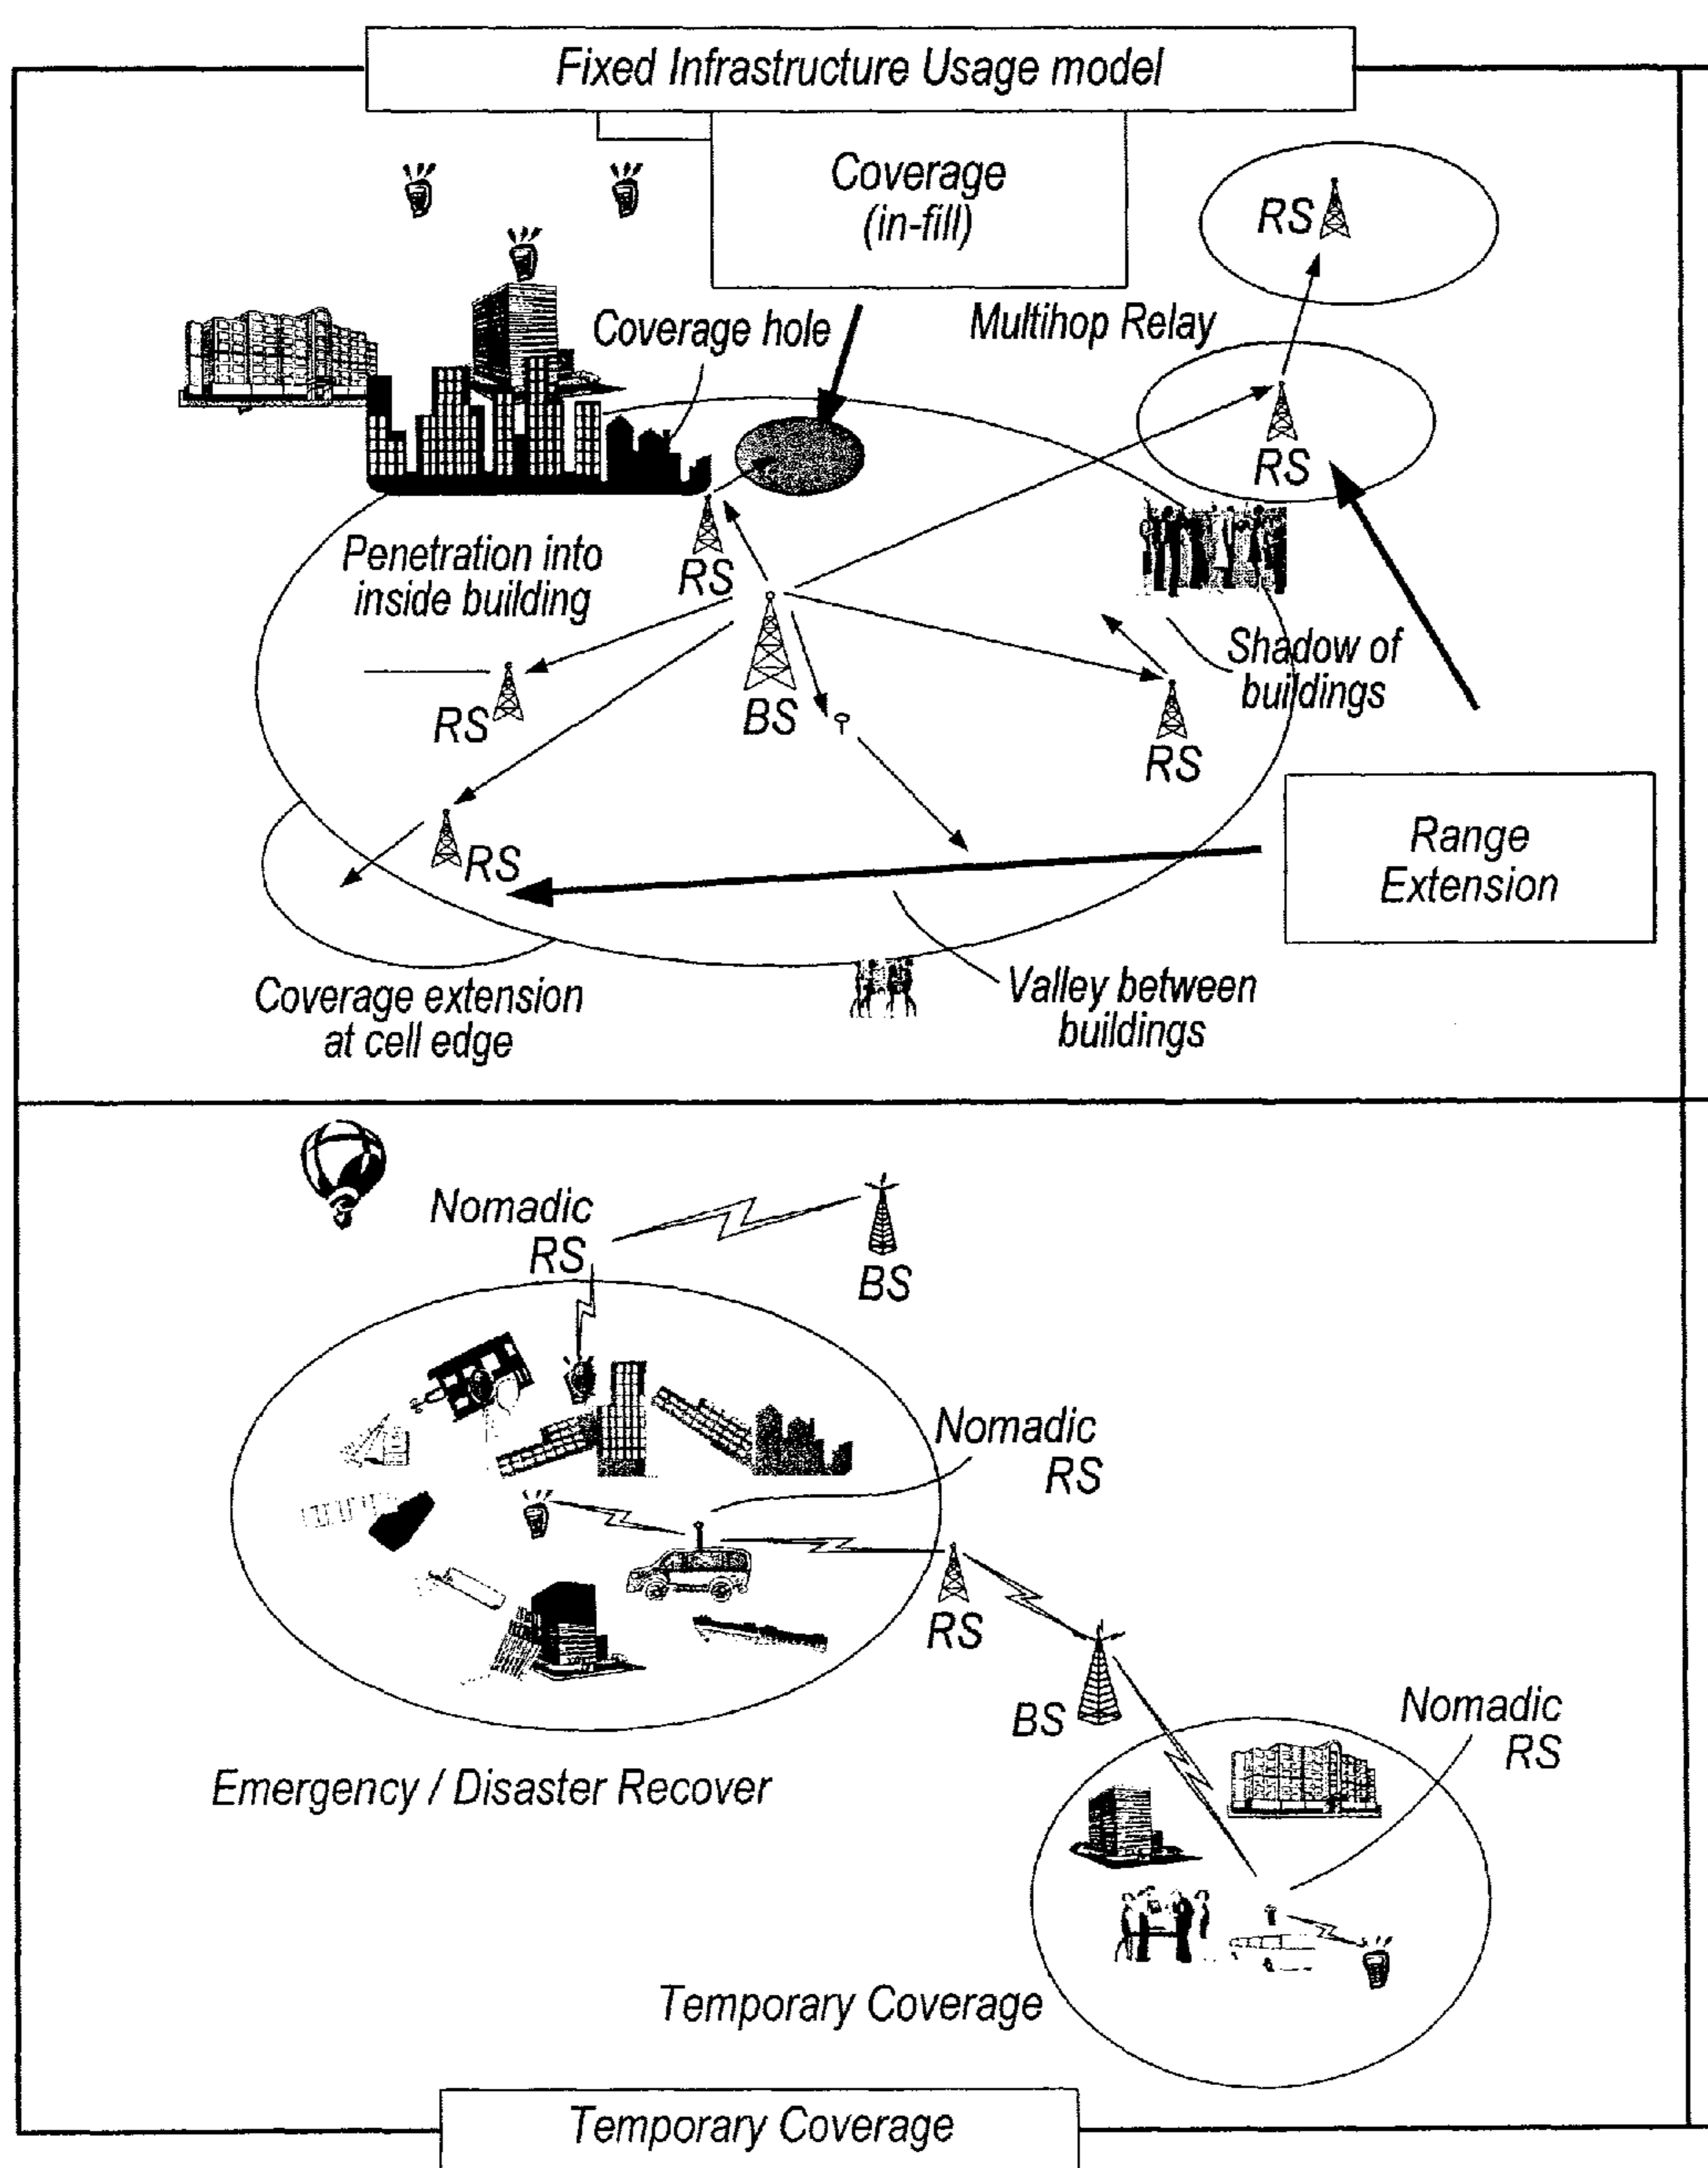 Fixed Infrastructure Usage model
Coverage
(in-fill)
RS
Coverage hole
Multihop Relay
RS
Penetration into
inside building
RS
Shadow of
buildings
RS
BS
RS
RS
Range
Extension
Coverage extension
at cell edge
Valley between
buildings
Nomadic
RS
BS
Nomadic
RS
RS
BS
Nomadic
RS
Emergency / Disaster Recover
Temporary Coverage
Temporary Coverage